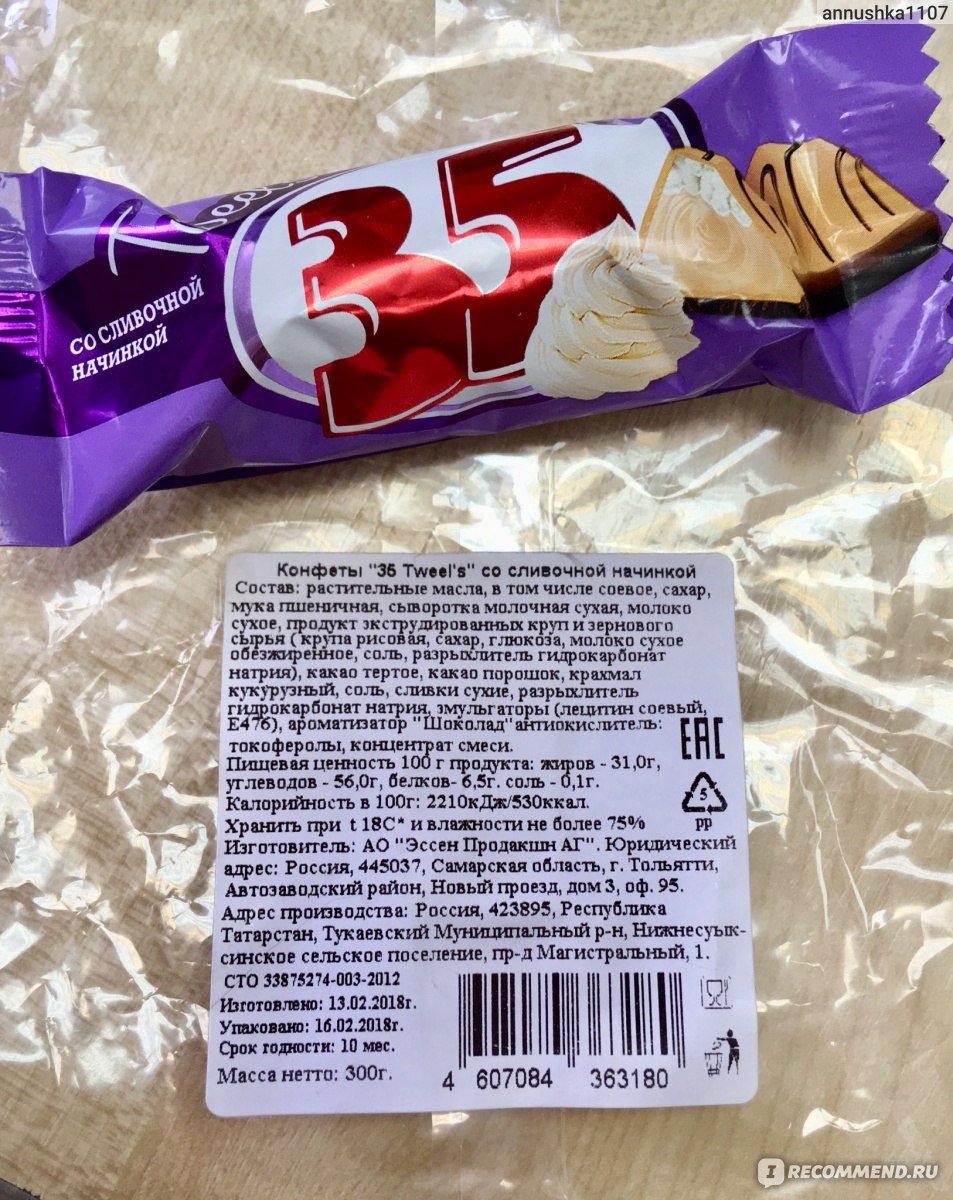 annushka1107
35
СО СЛИВОЧНОЙ
НАЧИНКОЙ
Конфеты "35 Tweel's" со сливочной начинкой
Состав: растительные масла, в том числе соевое, сахар,
мука пшеничная, сыворотка молочная сухая, молоко
сухое, продукт экструдированных круп и зернового
сырья ( крупа рисовая, сахар, глюкоза, молоко сухое
обезжиренное, соль, разрыхлитель гидрокарбонат
натрия), какао тертое, какао порошок, крахмал
кукурузный, соль, сливки сухие, разрыхлитель
гидрокарбонат натрия, эмульгаторы (лецитин соевый,
Е476), ароматизатор "Шоколад"антиокислитель:
токоферолы, концентрат смеси.
Пищевая ценность 100 г продукта: жиров - 31,0г,
углеводов - 56,0г, белков- 6,5г. соль - 0,1г.
Калорийность в 100г: 2210кДж/530ккал.
Хранить при t 18С* и влажности не более 75%
Изготовитель: АО "Эссен Продакшн АГ". Юридический
адрес: Россия, 445037, Самарская область, г. Тольятти,
Автозаводский район, Новый проезд, дом 3, оф. 95.
Адрес производства: Россия, 423895, Республика
Татарстан, Тукаевский Муниципальный р-н, Нижнесуык-
синское сельское поселение, пр-д Магистральный, 1.
СТО 33875274-003-2012
Изготовлено: 13.02.2018г.
Упаковано: 16.02.2018г.
Срок годности: 10 мес.
Масса нетто: 300г.
EAC
5
PP
4 607084 363180
IRECOMMEND.RU